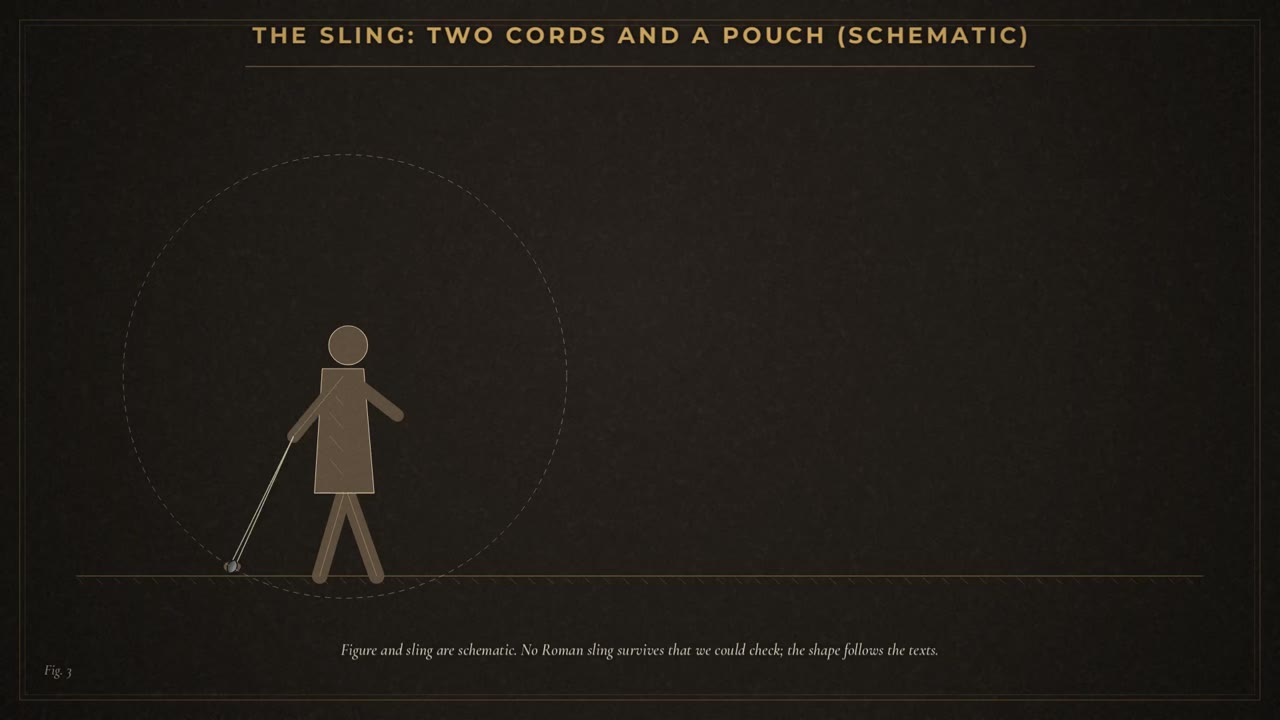 THE SLING: TWO CORDS AND A POUCH (SCHEMATIC)
Figure and sling are schematic. No Roman sling survives that we could check; the shape follows the texts.
Fig. 3